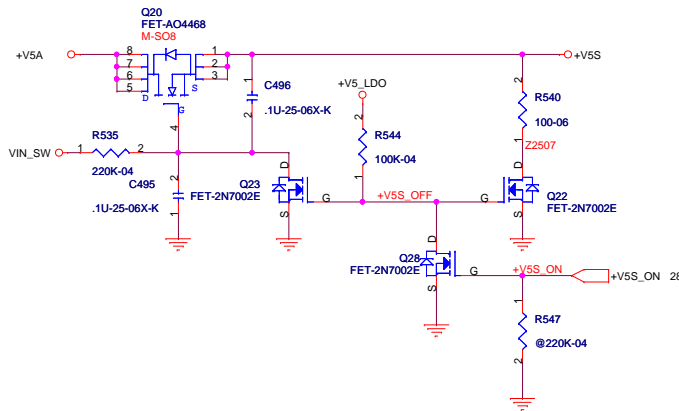 Q20
FET-AO4468
M-SO8
+V5A
8
7
6
5
D
S
G
1
2
3
4
+V5S
C496
1
2
.1U-25-06X-K
+V5_LDO
2
R544
100K-04
1
2
R540
100-06
1
Z2507
VIN_SW
1
R535
2
220K-04
C495
2
1
.1U-25-06X-K
Q23
FET-2N7002E
D
S
G
+V5S_OFF
G
D
S
Q22
FET-2N7002E
Q28
FET-2N7002E
D
S
G
+V5S_ON
+V5S_ON 28
1
R547
@220K-04
2